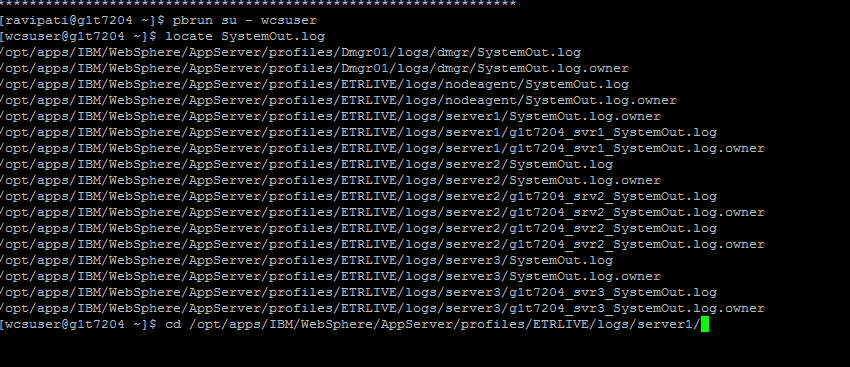 ******************************************************************
[ravipati@g1t7204 ~]$ pbrun su - wcsuser
[wcsuser@g1t7204 ~]$ locate SystemOut.log
/opt/apps/IBM/WebSphere/AppServer/profiles/Dmgr01/logs/dmgr/SystemOut.log
/opt/apps/IBM/WebSphere/AppServer/profiles/Dmgr01/logs/dmgr/SystemOut.log.owner
/opt/apps/IBM/WebSphere/AppServer/profiles/ETRLIVE/logs/nodeagent/SystemOut.log
/opt/apps/IBM/WebSphere/AppServer/profiles/ETRLIVE/logs/nodeagent/SystemOut.log.owner
/opt/apps/IBM/WebSphere/AppServer/profiles/ETRLIVE/logs/server1/SystemOut.log.owner
/opt/apps/IBM/WebSphere/AppServer/profiles/ETRLIVE/logs/server1/g1t7204_svr1_SystemOut.log
/opt/apps/IBM/WebSphere/AppServer/profiles/ETRLIVE/logs/server1/g1t7204_svr1_SystemOut.log.owner
/opt/apps/IBM/WebSphere/AppServer/profiles/ETRLIVE/logs/server2/SystemOut.log
/opt/apps/IBM/WebSphere/AppServer/profiles/ETRLIVE/logs/server2/SystemOut.log.owner
/opt/apps/IBM/WebSphere/AppServer/profiles/ETRLIVE/logs/server2/g1t7204_srv2_SystemOut.log
/opt/apps/IBM/WebSphere/AppServer/profiles/ETRLIVE/logs/server2/g1t7204_srv2_SystemOut.log.owner
/opt/apps/IBM/WebSphere/AppServer/profiles/ETRLIVE/logs/server2/g1t7204_svr2_SystemOut.log
/opt/apps/IBM/WebSphere/AppServer/profiles/ETRLIVE/logs/server2/g1t7204_svr2_SystemOut.log.owner
/opt/apps/IBM/WebSphere/AppServer/profiles/ETRLIVE/logs/server3/SystemOut.log
/opt/apps/IBM/WebSphere/AppServer/profiles/ETRLIVE/logs/server3/SystemOut.log.owner
/opt/apps/IBM/WebSphere/AppServer/profiles/ETRLIVE/logs/server3/g1t7204_svr3_SystemOut.log
/opt/apps/IBM/WebSphere/AppServer/profiles/ETRLIVE/logs/server3/g1t7204_svr3_SystemOut.log.owner
[wcsuser@g1t7204 ~]$ cd /opt/apps/IBM/WebSphere/AppServer/profiles/ETRLIVE/logs/server1/